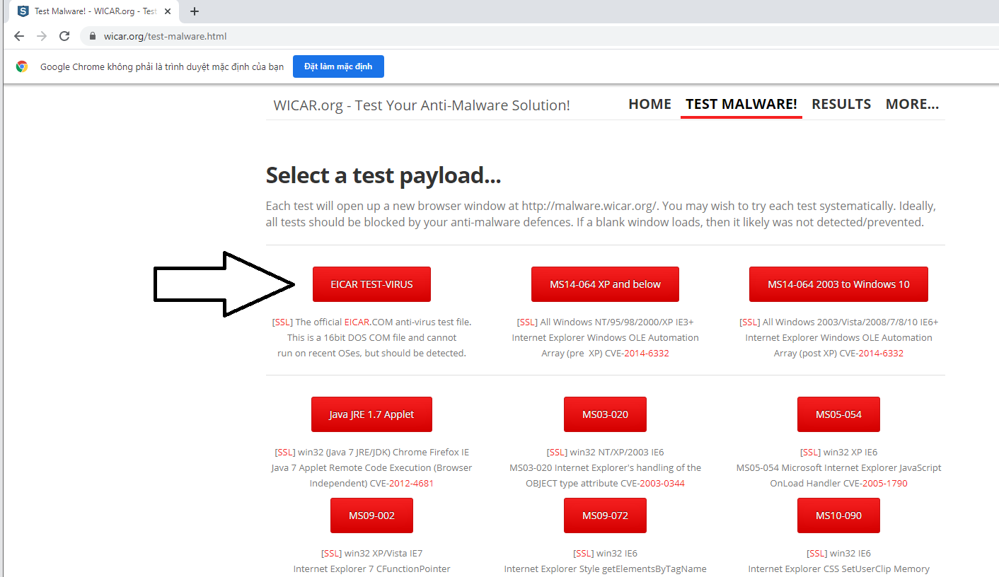 Test Malware! - WICAR.org - Test
wicar.org/test-malware.html
Google Chrome không phải là trình duyệt mặc định của bạn Đặt làm mặc định
WICAR.org - Test Your Anti-Malware Solution! HOME TEST MALWARE! RESULTS MORE...
Select a test payload...
Each test will open up a new browser window at http://malware.wicar.org/. You may wish to try each test systematically. Ideally,
all tests should be blocked by your anti-malware defences. If a blank window loads, then it likely was not detected/prevented.
EICAR TEST-VIRUS
[SSL] The official EICAR.COM anti-virus test file.
This is a 16bit DOS COM file and cannot
run on recent OSes, but should be detected.
MS14-064 XP and below
[SSL] All Windows NT/95/98/2000/XP IE3+
Internet Explorer Windows OLE Automation
Array (pre XP) CVE-2014-6332
MS14-064 2003 to Windows 10
[SSL] All Windows 2003/Vista/2008/7/8/10 IE6+
Internet Explorer Windows OLE Automation
Array (post XP) CVE-2014-6332
Java JRE 1.7 Applet
[SSL] win32 (Java 7 JRE/JDK) Chrome Firefox IE
Java 7 Applet Remote Code Execution (Browser
Independent) CVE-2012-4681
MS03-020
[SSL] win32 NT/XP/2003 IE6
MS03-020 Internet Explorer's handling of the
OBJECT type attribute CVE-2003-0344
MS05-054
[SSL] win32 XP IE6
MS05-054 Microsoft Internet Explorer JavaScript
OnLoad Handler CVE-2005-1790
MS09-002
[SSL] win32 XP/Vista IE7
Internet Explorer 7 CFunctionPointer
MS09-072
[SSL] win32 IE6
Internet Explorer Style getElementsByTagName
MS10-090
[SSL] win32 IE6
Internet Explorer CSS SetUserClip Memory